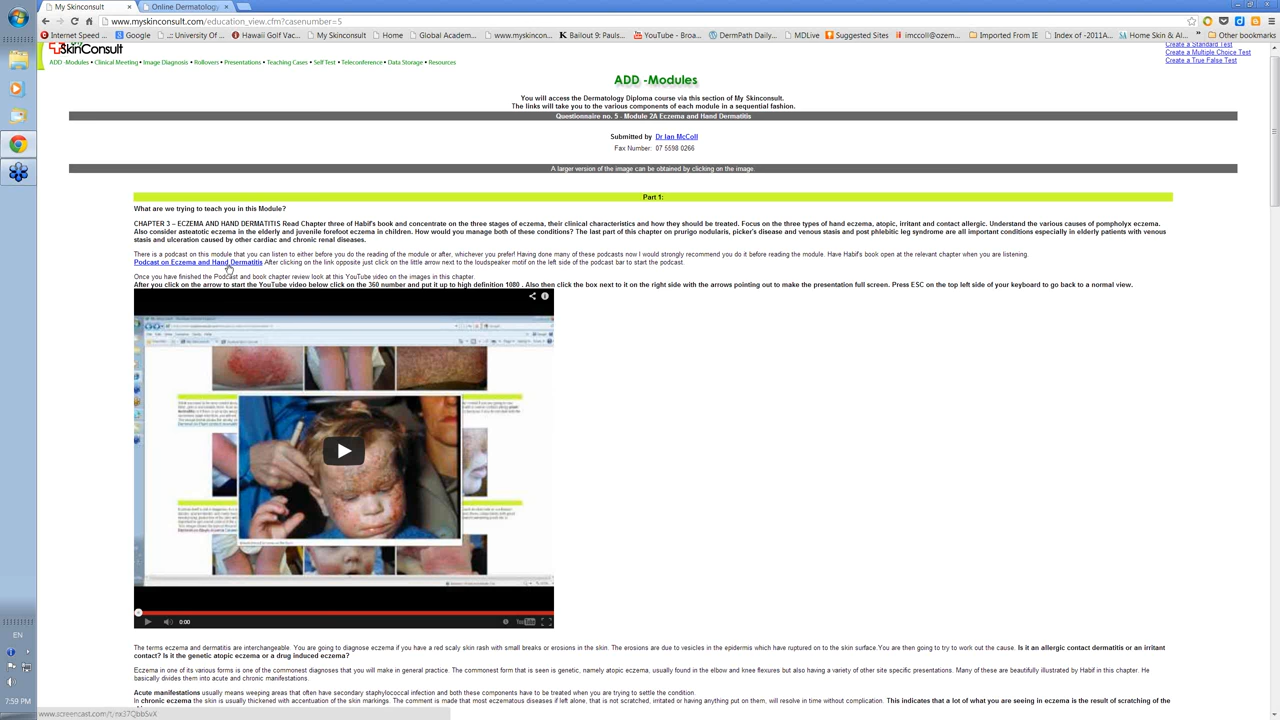 My Skinconsult
Online Dermatology
www.myskinconsult.com/education_view.cfm?casenumber=5
Internet Speed
Google
..: University Of
Hawaii Golf Vac
My Skinconsult
Home
Global Academ
www.myskincon
Bailout 9: Pauls
YouTube - Broa
DermPath Daily
MDLive
Suggested Sites
imccoll@ozem
Imported From IE
Index of -2011A
Home Skin & Al
Other bookmarks
SkinConsult
Create a Standard Test
Create a Multiple Choice Test
Create a True False Test
ADD -Modules • Clinical Meeting • Image Diagnosis • Rollovers • Presentations • Teaching Cases • Self Test • Teleconference • Data Storage • Resources
ADD -Modules
You will access the Dermatology Diploma course via this section of My Skinconsult.
The links will take you to the various components of each module in a sequential fashion.
Questionnaire no. 5 - Module 2A Eczema and Hand Dermatitis
Submitted by Dr Ian McColl
Fax Number: 07 5598 0266
A larger version of the image can be obtained by clicking on the image.
Part 1:
What are we trying to teach you in this Module?
CHAPTER 3 – ECZEMA AND HAND DERMATITIS Read Chapter three of Habif's book and concentrate on the three stages of eczema, their clinical characteristics and how they should be treated. Focus on the three types of hand eczema, atopic, irritant and contact allergic. Understand the various causes of pompholyx eczema.
Also consider asteatotic eczema in the elderly and juvenile forefoot eczema in children. How would you manage both of these conditions? The last part of this chapter on prurigo nodularis, picker's disease and venous stasis and post phlebitic leg syndrome are all important conditions especially in elderly patients with venous
stasis and ulceration caused by other cardiac and chronic renal diseases.
There is a podcast on this module that you can listen to either before you do the reading of the module or after, whichever you prefer! Having done many of these podcasts now I would strongly recommend you do it before reading the module. Have Habif's book open at the relevant chapter when you are listening.
Podcast on Eczema and Hand Dermatitis After clicking on the link opposite just click on the little arrow next to the loudspeaker motif on the left side of the podcast bar to start the podcast.
Once you have finished the Podcast and book chapter review look at this YouTube video on the images in this chapter.
After you click on the arrow to start the YouTube video below click on the 360 number and put it up to high definition 1080 . Also then click the box next to it on the right side with the arrows pointing out to make the presentation full screen. Press ESC on the top left side of your keyboard to go back to a normal view.
0:00
YouTube
The terms eczema and dermatitis are interchangeable. You are going to diagnose eczema if you have a red scaly skin rash with small breaks or erosions in the skin. The erosions are due to vesicles in the epidermis which have ruptured on to the skin surface.You are then going to try to work out the cause. Is it an allergic contact dermatitis or an irritant
contact? Is it the genetic atopic eczema or a drug induced eczema?
Eczema in one of its various forms is one of the commonest diagnoses that you will make in general practice. The commonest form that is seen is genetic, namely atopic eczema, usually found in the elbow and knee flexures but also having a variety of other site specific presentations. Many of these are beautifully illustrated by Habif in this chapter. He
basically divides them into acute and chronic manifestations.
Acute manifestations usually means weeping areas that often have secondary staphylococcal infection and both these components have to be treated when you are trying to settle the condition.
In chronic eczema the skin is usually thickened with accentuation of the skin markings. The comment is made that most eczematous diseases if left alone, that is not scratched, irritated or having anything put on them, will resolve in time without complication. This indicates that a lot of what you are seeing in eczema is the result of scratching of the
EN
7:59 PM
www.screencast.com/t/rx37QbbSvX